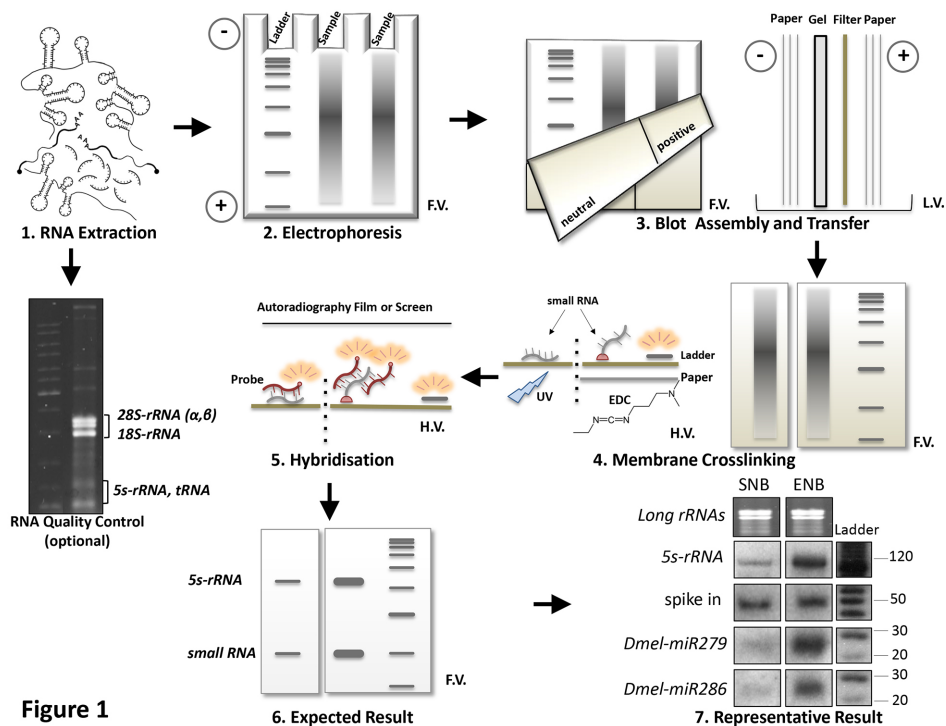 Ladder
Sample
Sample
-
+
F.V.
1. RNA Extraction
2. Electrophoresis
neutral
positive
F.V.
Paper Gel Filter Paper
-
+
L.V.
3. Blot Assembly and Transfer
28S-rRNA (α,β)
18S-rRNA
5s-rRNA, tRNA
RNA Quality Control
(optional)
Autoradiography Film or Screen
Probe
H.V.
5. Hybridisation
small RNA
Ladder
Paper
UV
EDC
N
N=C=N
H.V.
4. Membrane Crosslinking
F.V.
5s-rRNA
small RNA
F.V.
6. Expected Result
SNB ENB
Long rRNAs
Ladder
5s-rRNA
120
spike in
50
Dmel-miR279
30
20
Dmel-miR286
30
20
7. Representative Result
Figure 1
A
A
A
A
A
A